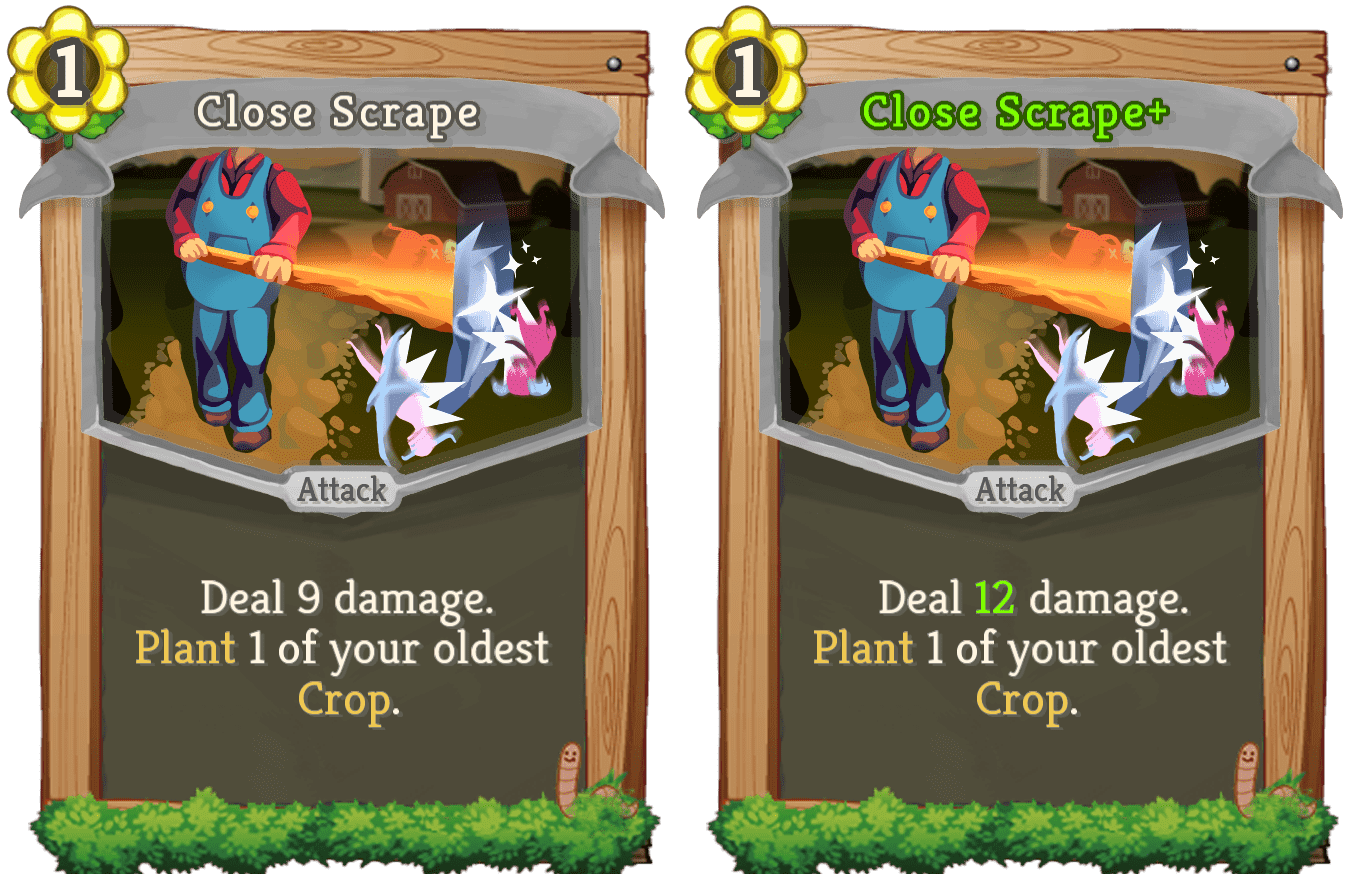 1
Close Scrape
Attack
Deal 9 damage.
Plant 1 of your oldest
Crop.
1
Close Scrape+
Attack
Deal 12 damage.
Plant 1 of your oldest
Crop.